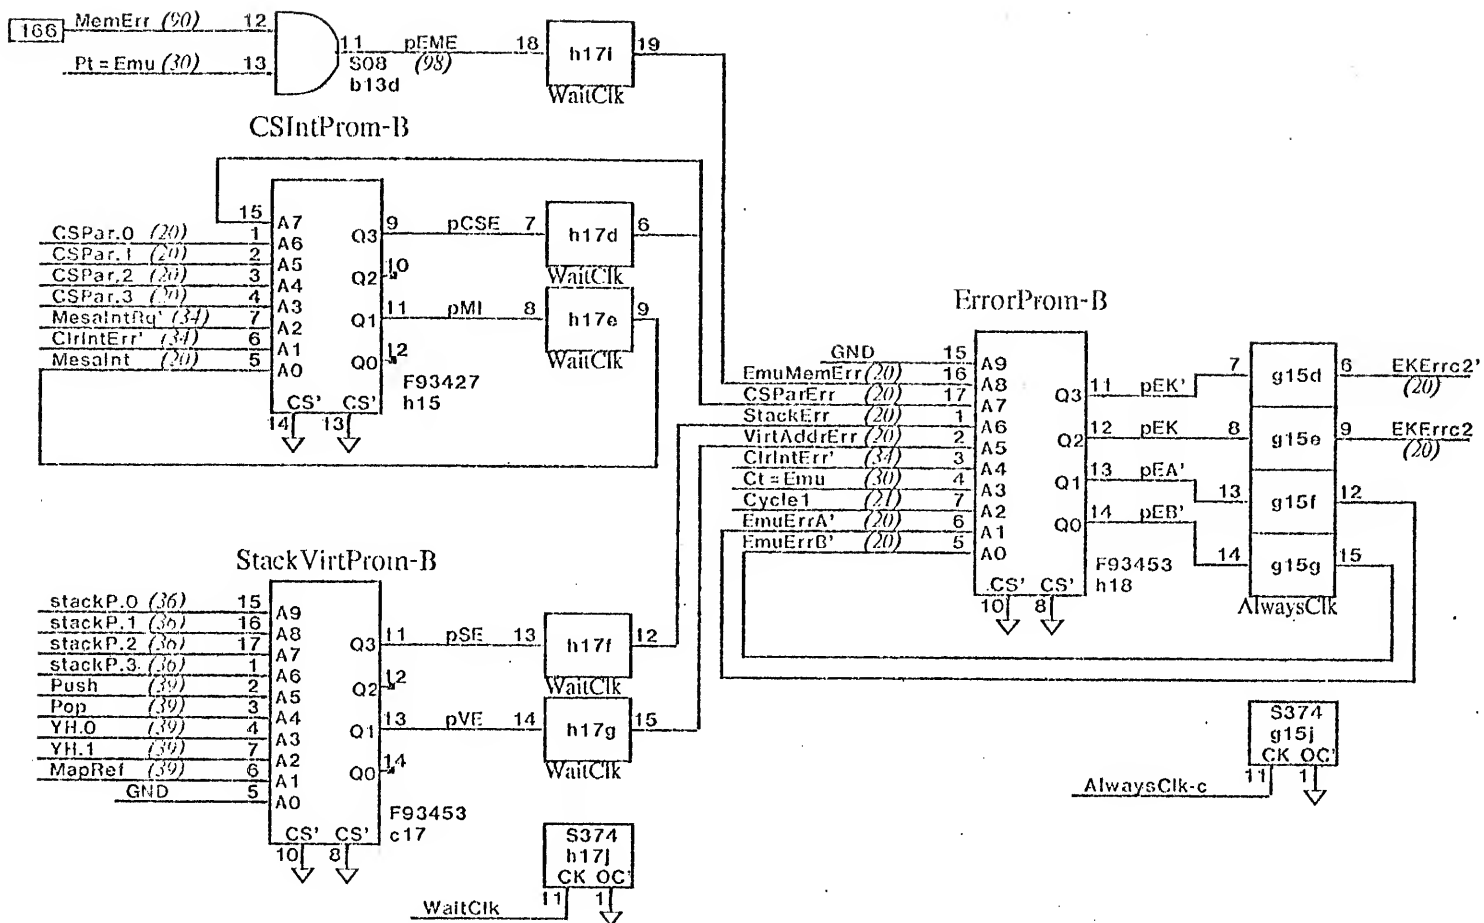 166 MemErr (90) 12
Pt=Emu (30) 13
11 pEME 18 h17i 19
S08 (98)
b13d
WaitClk
CSIntProm-B
15 A7
CSPar.0 (20) 1 A6
CSPar.1 (20) 2 A5
CSPar.2 (20) 3 A4
CSPar.3 (20) 4 A3
MesaIntRq' (34) 7 A2
ClrIntErr' (34) 6 A1
MesaInt (20) 5 A0
Q3 9 pCSE 7 h17d 6
WaitClk
Q2 10
Q1 11 pMI 8 h17e 9
WaitClk
Q0 12
F93427
h15
CS' CS'
14 13
ErrorProm-B
GND 15 A9
EmuMemErr (20) 16 A8
CSParErr (20) 17 A7
StackErr (20) 1 A6
VirtAddrErr (20) 2 A5
ClrIntErr' (34) 3 A4
Ct=Emu (30) 4 A3
Cycle1 (21) 7 A2
EmuErrA' (20) 6 A1
EmuErrB' (20) 5 A0
Q3 11 pEK' 7 g15d 6 EKErrc2' (20)
Q2 12 pEK 8 g15e 9 EKErrc2 (20)
Q1 13 pEA' 13 g15f 12
Q0 14 pEB' 14 g15g 15
F93453
h18
AlwaysClk
CS' CS'
10 8
StackVirtProm-B
stackP.0 (36) 15 A9
stackP.1 (36) 16 A8
stackP.2 (36) 17 A7
stackP.3 (36) 1 A6
Push (39) 2 A5
Pop (39) 3 A4
YH.0 (39) 4 A3
YH.1 (39) 7 A2
MapRef (39) 6 A1
GND 5 A0
Q3 11 pSE 13 h17f 12
WaitClk
Q2 12
Q1 13 pVE 14 h17g 15
WaitClk
Q0 14
F93453
c17
CS' CS'
10 8
S374
h17j
CK OC'
11 1
WaitClk
S374
g15j
CK OC'
11 1
AlwaysClk-c